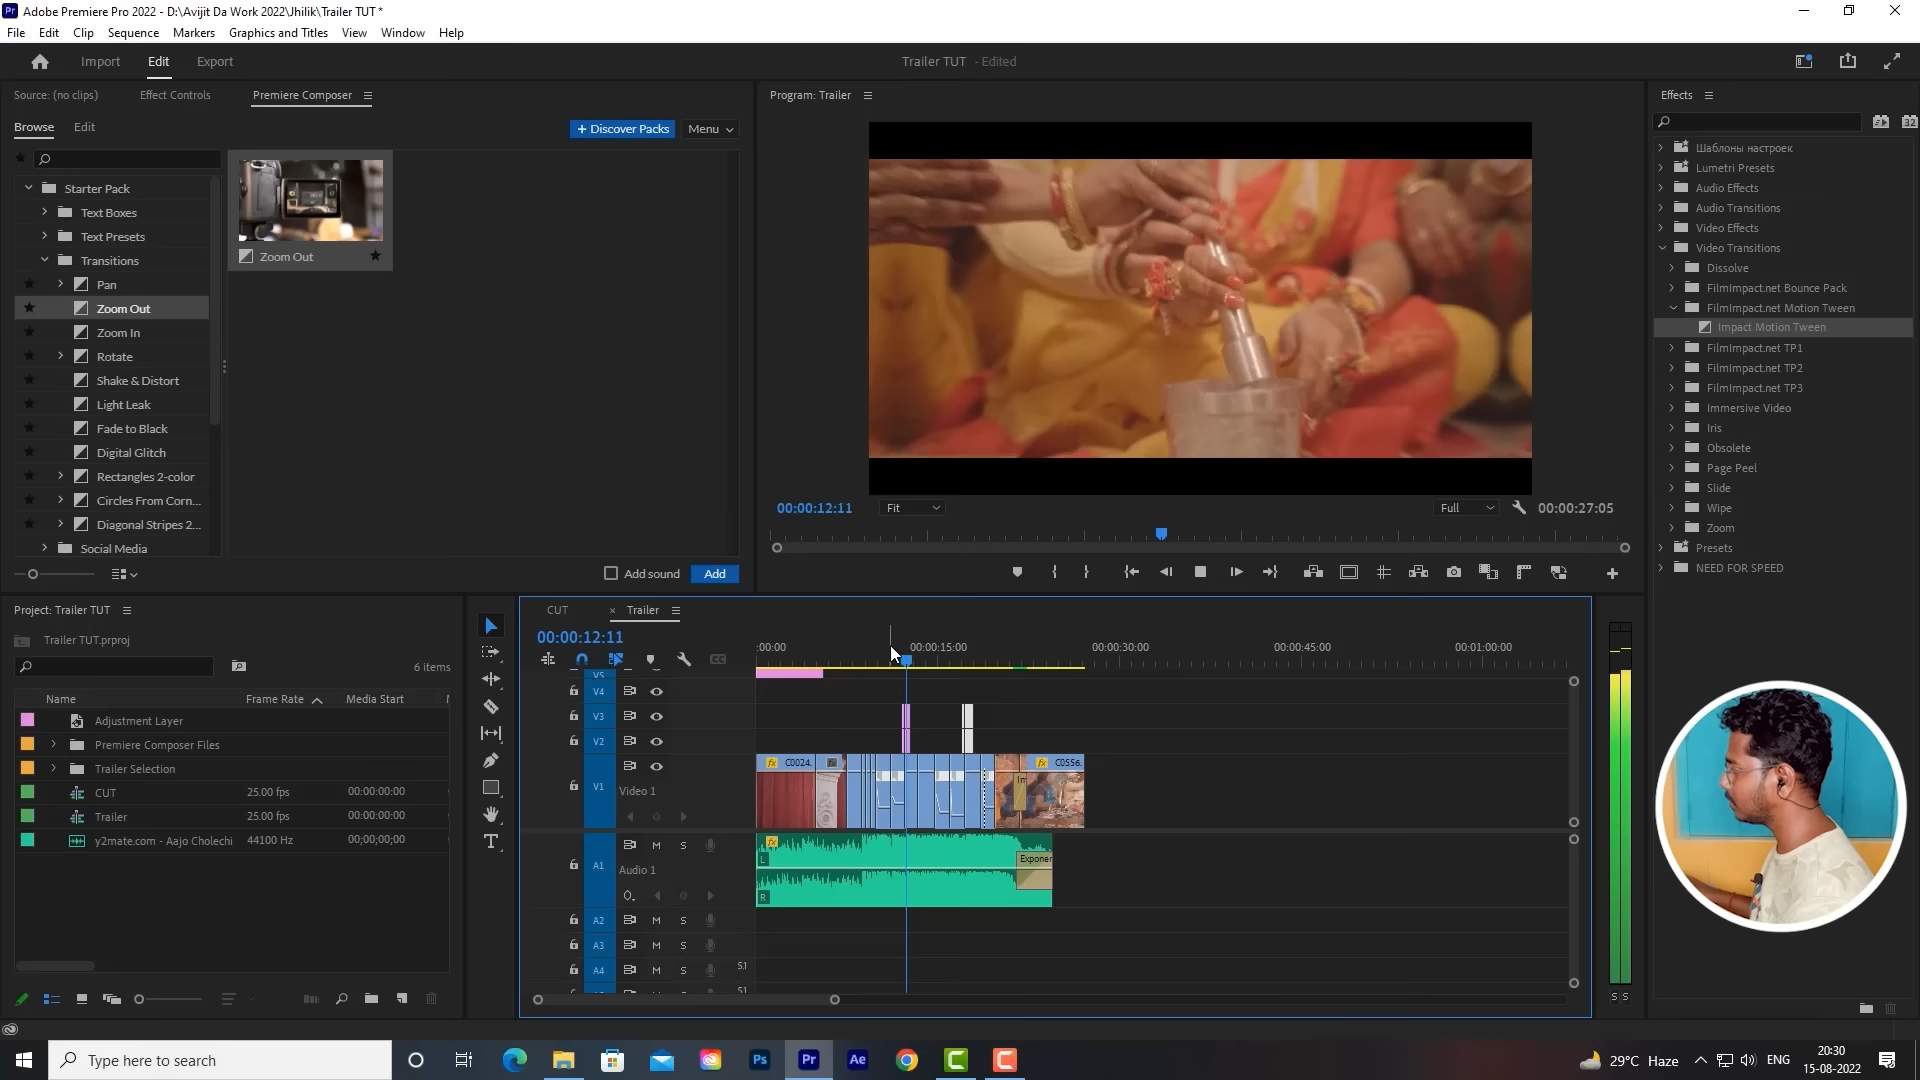 Adobe Premiere Pro 2022 - D:\Avijit Da Work 2022\Jhilik\Trailer TUT *
File Edit Clip Sequence Markers Graphics and Titles View Window Help
Import Edit Export
Trailer TUT - Edited
Source: (no clips) Effect Controls Premiere Composer
Browse Edit
+ Discover Packs Menu
Starter Pack
Text Boxes
Text Presets
Transitions
Pan
Zoom Out
Zoom In
Rotate
Shake & Distort
Light Leak
Fade to Black
Digital Glitch
Rectangles 2-color
Circles From Corn...
Diagonal Stripes 2...
Social Media
Zoom Out
Add sound Add
Program: Trailer
00:00:12:11 Fit Full 00:00:27:05
Effects
32
Шаблоны настроек
Lumetri Presets
Audio Effects
Audio Transitions
Video Effects
Video Transitions
Dissolve
FilmImpact.net Bounce Pack
FilmImpact.net Motion Tween
Impact Motion Tween
FilmImpact.net TP1
FilmImpact.net TP2
FilmImpact.net TP3
Immersive Video
Iris
Obsolete
Page Peel
Slide
Wipe
Zoom
Presets
NEED FOR SPEED
Project: Trailer TUT
Trailer TUT.prproj
6 items
Name Frame Rate Media Start
Adjustment Layer
Premiere Composer Files
Trailer Selection
CUT 25.00 fps 00:00:00:00
Trailer 25.00 fps 00:00:00:00
y2mate.com - Aajo Cholechi 44100 Hz 00;00;00;00
CUT × Trailer
00:00:12:11
:00:00 00:00:15:00 00:00:30:00 00:00:45:00 00:01:00:00
V5
V4
V3
V2
V1 Video 1
C0024. C0556.
A1 M S
Audio 1
L
R
Exponer
A2 M S
A3 M S
A4 M S 5.1
5.1
S S
Type here to search
Ps Pr Ae
29°C Haze ENG
20:30
15-08-2022